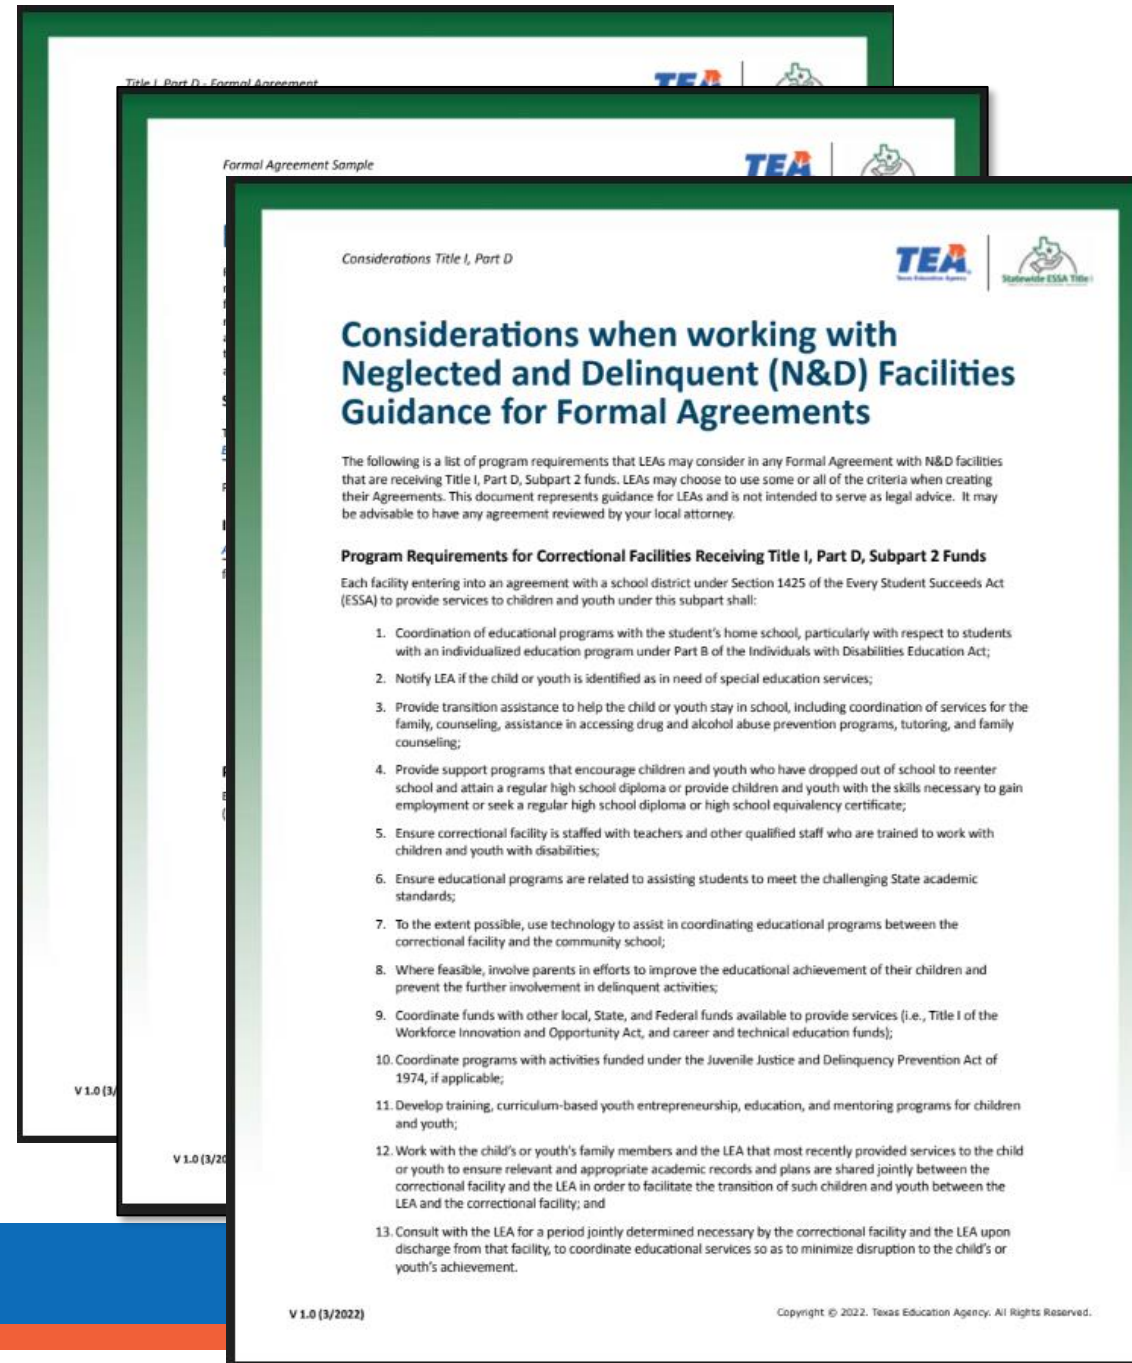 Title I, Part D - Formal Agreement
TEA
Formal Agreement Sample
TEA
Considerations Title I, Part D
TEA
Texas Education Agency
Statewide ESSA Title I
Considerations when working with
Neglected and Delinquent (N&D) Facilities
Guidance for Formal Agreements
The following is a list of program requirements that LEAs may consider in any Formal Agreement with N&D facilities
that are receiving Title I, Part D, Subpart 2 funds. LEAs may choose to use some or all of the criteria when creating
their Agreements. This document represents guidance for LEAs and is not intended to serve as legal advice. It may
be advisable to have any agreement reviewed by your local attorney.
Program Requirements for Correctional Facilities Receiving Title I, Part D, Subpart 2 Funds
Each facility entering into an agreement with a school district under Section 1425 of the Every Student Succeeds Act
(ESSA) to provide services to children and youth under this subpart shall:
1. Coordination of educational programs with the student's home school, particularly with respect to students
with an individualized education program under Part B of the Individuals with Disabilities Education Act;
2. Notify LEA if the child or youth is identified as in need of special education services;
3. Provide transition assistance to help the child or youth stay in school, including coordination of services for the
family, counseling, assistance in accessing drug and alcohol abuse prevention programs, tutoring, and family
counseling;
4. Provide support programs that encourage children and youth who have dropped out of school to reenter
school and attain a regular high school diploma or provide children and youth with the skills necessary to gain
employment or seek a regular high school diploma or high school equivalency certificate;
5. Ensure correctional facility is staffed with teachers and other qualified staff who are trained to work with
children and youth with disabilities;
6. Ensure educational programs are related to assisting students to meet the challenging State academic
standards;
7. To the extent possible, use technology to assist in coordinating educational programs between the
correctional facility and the community school;
8. Where feasible, involve parents in efforts to improve the educational achievement of their children and
prevent the further involvement in delinquent activities;
9. Coordinate funds with other local, State, and Federal funds available to provide services (i.e., Title I of the
Workforce Innovation and Opportunity Act, and career and technical education funds);
10. Coordinate programs with activities funded under the Juvenile Justice and Delinquency Prevention Act of
1974, if applicable;
11. Develop training, curriculum-based youth entrepreneurship, education, and mentoring programs for children
and youth;
12. Work with the child's or youth's family members and the LEA that most recently provided services to the child
or youth to ensure relevant and appropriate academic records and plans are shared jointly between the
correctional facility and the LEA in order to facilitate the transition of such children and youth between the
LEA and the correctional facility; and
13. Consult with the LEA for a period jointly determined necessary by the correctional facility and the LEA upon
discharge from that facility, to coordinate educational services so as to minimize disruption to the child's or
youth's achievement.
V 1.0 (3/
V 1.0 (3/20
V 1.0 (3/2022)
Copyright © 2022. Texas Education Agency. All Rights Reserved.